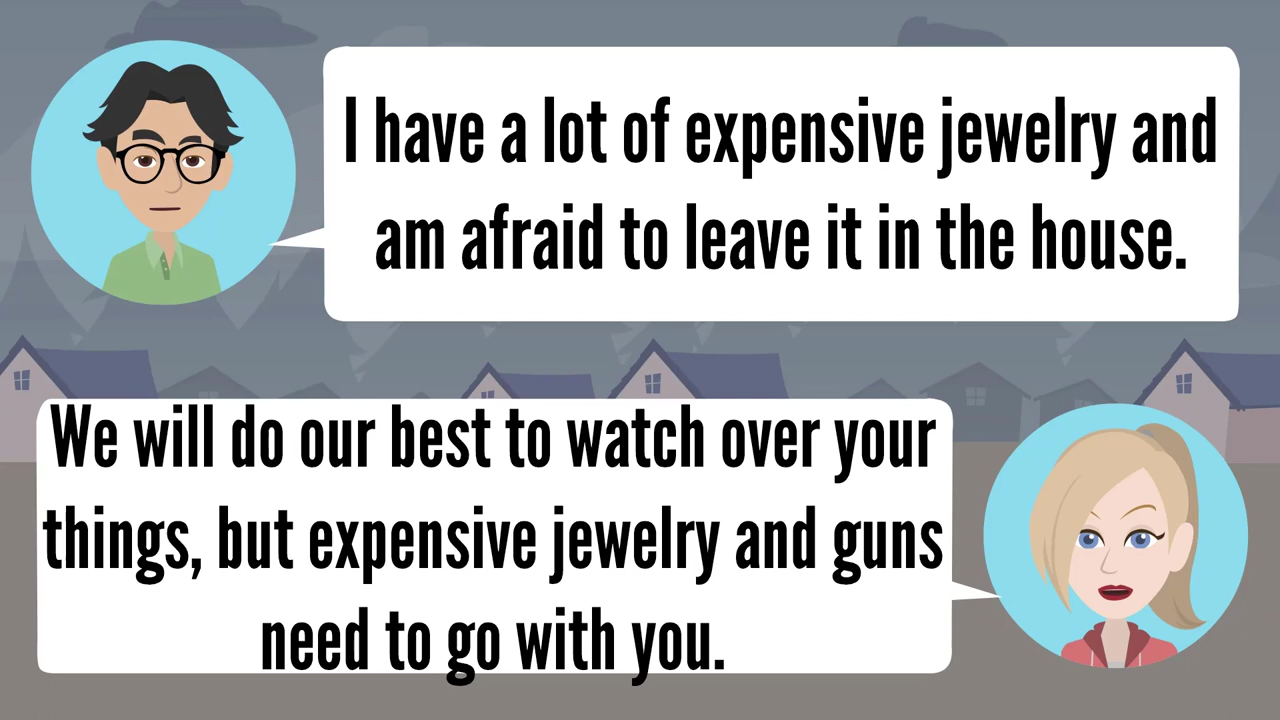 I have a lot of expensive jewelry and
am afraid to leave it in the house.
We will do our best to watch over your
things, but expensive jewelry and guns
need to go with you.